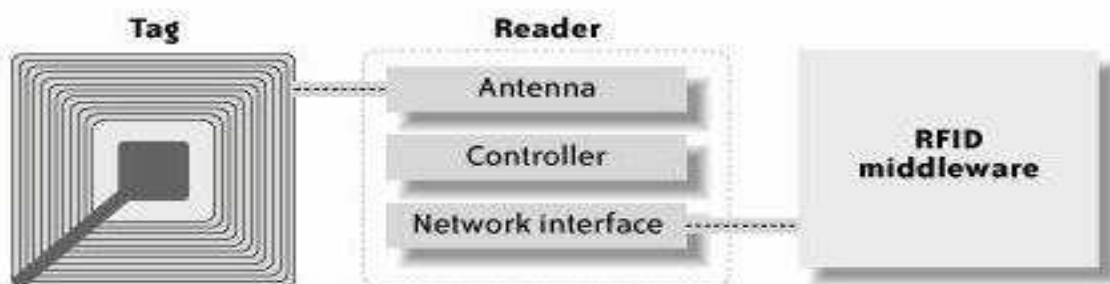 Tag
Reader
Antenna
Controller
Network interface
RFID
middleware